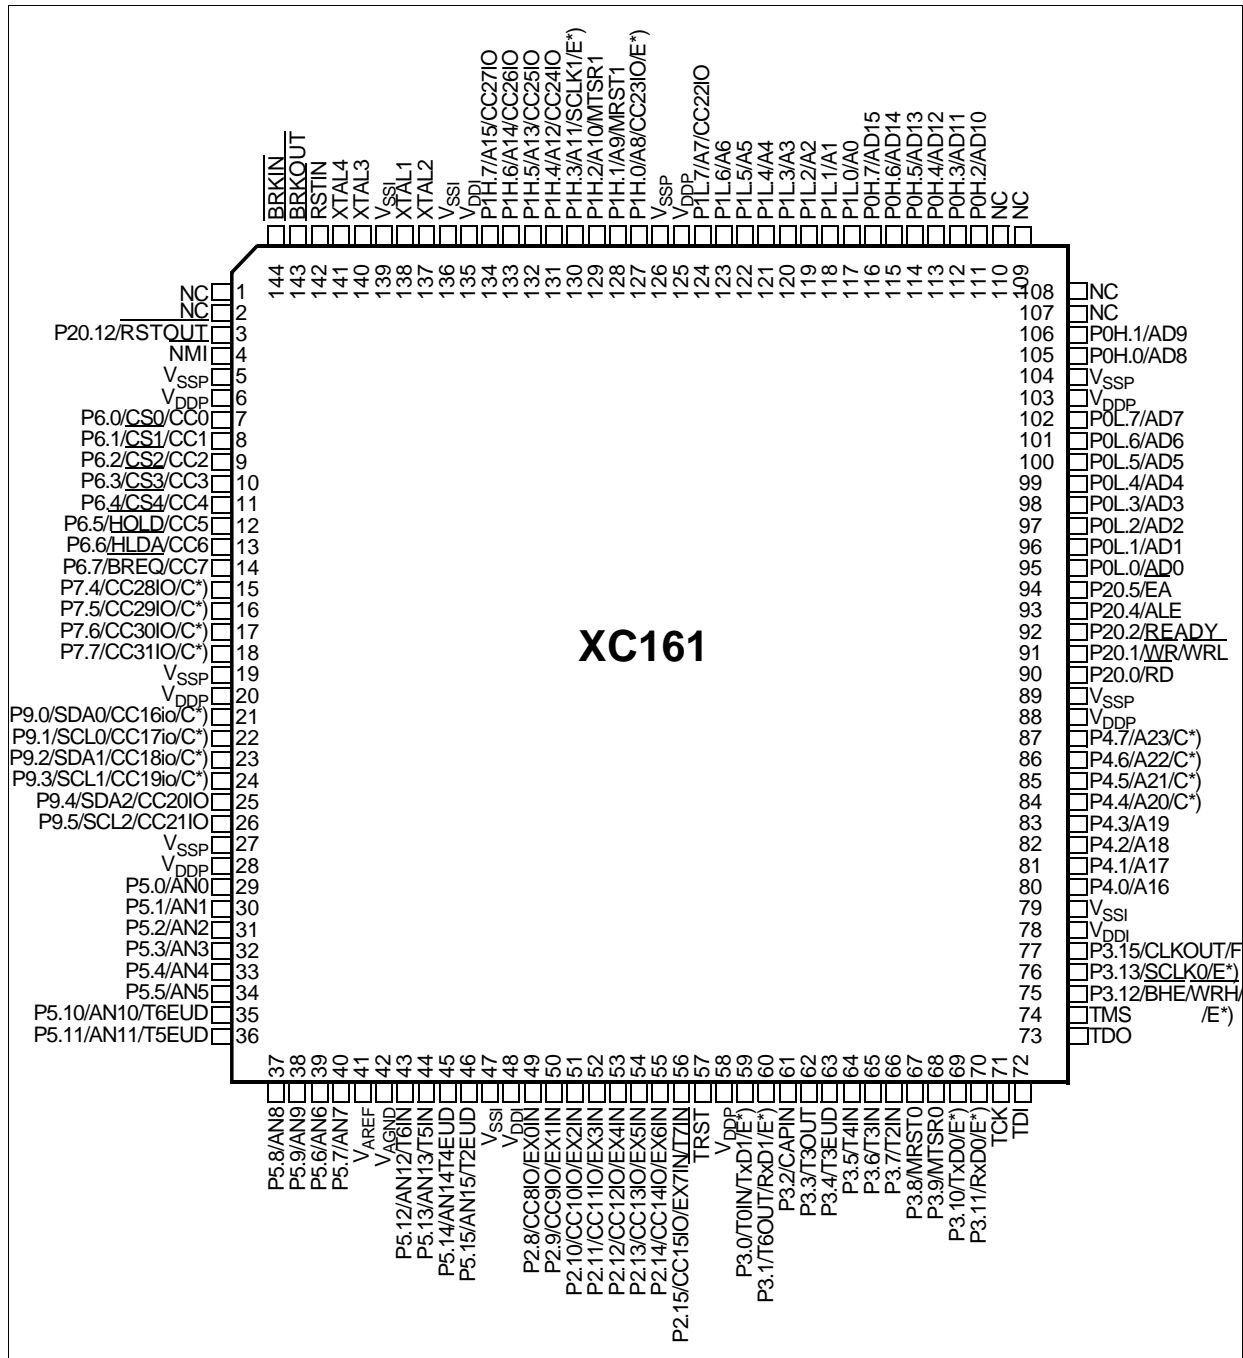 BRKIN
BRKOUT
RSTIN
XTAL4
XTAL3
VSSI
XTAL1
XTAL2
VSSI
VDDI
P1H.7/A15/CC27IO
P1H.6/A14/CC26IO
P1H.5/A13/CC25IO
P1H.4/A12/CC24IO
P1H.3/A11/SCLK1/E*)
P1H.2/A10/MTSR1
P1H.1/A9/MRST1
P1H.0/A8/CC23IO/E*)
VSSP
VDDP
P1L.7/A7/CC22IO
P1L.6/A6
P1L.5/A5
P1L.4/A4
P1L.3/A3
P1L.2/A2
P1L.1/A1
P1L.0/A0
P0H.7/AD15
P0H.6/AD14
P0H.5/AD13
P0H.4/AD12
P0H.3/AD11
P0H.2/AD10
NC
NC
144
143
142
141
140
139
138
137
136
135
134
133
132
131
130
129
128
127
126
125
124
123
122
121
120
119
118
117
116
115
114
113
112
111
110
109
NC 1
NC 2
P20.12/RSTOUT 3
NMI 4
VSSP 5
VDDP 6
P6.0/CS0/CC0 7
P6.1/CS1/CC1 8
P6.2/CS2/CC2 9
P6.3/CS3/CC3 10
P6.4/CS4/CC4 11
P6.5/HOLD/CC5 12
P6.6/HLDA/CC6 13
P6.7/BREQ/CC7 14
P7.4/CC28IO/C*) 15
P7.5/CC29IO/C*) 16
P7.6/CC30IO/C*) 17
P7.7/CC31IO/C*) 18
VSSP 19
VDDP 20
P9.0/SDA0/CC16io/C*) 21
P9.1/SCL0/CC17io/C*) 22
P9.2/SDA1/CC18io/C*) 23
P9.3/SCL1/CC19io/C*) 24
P9.4/SDA2/CC20IO 25
P9.5/SCL2/CC21IO 26
VSSP 27
VDDP 28
P5.0/AN0 29
P5.1/AN1 30
P5.2/AN2 31
P5.3/AN3 32
P5.4/AN4 33
P5.5/AN5 34
P5.10/AN10/T6EUD 35
P5.11/AN11/T5EUD 36
XC161
108 NC
107 NC
106 P0H.1/AD9
105 P0H.0/AD8
104 VSSP
103 VDDP
102 P0L.7/AD7
101 P0L.6/AD6
100 P0L.5/AD5
99 P0L.4/AD4
98 P0L.3/AD3
97 P0L.2/AD2
96 P0L.1/AD1
95 P0L.0/AD0
94 P20.5/EA
93 P20.4/ALE
92 P20.2/READY
91 P20.1/WR/WRL
90 P20.0/RD
89 VSSP
88 VDDP
87 P4.7/A23/C*)
86 P4.6/A22/C*)
85 P4.5/A21/C*)
84 P4.4/A20/C*)
83 P4.3/A19
82 P4.2/A18
81 P4.1/A17
80 P4.0/A16
79 VSSI
78 VDDI
77 P3.15/CLKOUT/F
76 P3.13/SCLK0/E*)
75 P3.12/BHE/WRH/
74 TMS /E*)
73 TDO
37
38
39
40
41
42
43
44
45
46
47
48
49
50
51
52
53
54
55
56
57
58
59
60
61
62
63
64
65
66
67
68
69
70
71
72
P5.8/AN8
P5.9/AN9
P5.6/AN6
P5.7/AN7
VAREF
VAGND
P5.12/AN12/T6IN
P5.13/AN13/T5IN
P5.14/AN14T4EUD
P5.15/AN15/T2EUD
VSSI
VDDI
P2.8/CC8IO/EX0IN
P2.9/CC9IO/EX1IN
P2.10/CC10IO/EX2IN
P2.11/CC11IO/EX3IN
P2.12/CC12IO/EX4IN
P2.13/CC13IO/EX5IN
P2.14/CC14IO/EX6IN
P2.15/CC15IO/EX7IN/T7IN
TRST
VDDP
P3.0/T0IN/TxD1/E*)
P3.1/T6OUT/RxD1/E*)
P3.2/CAPIN
P3.3/T3OUT
P3.4/T3EUD
P3.5/T4IN
P3.6/T3IN
P3.7/T2IN
P3.8/MRST0
P3.9/MTSR0
P3.10/TxD0/E*)
P3.11/RxD0/E*)
TCK
TDI